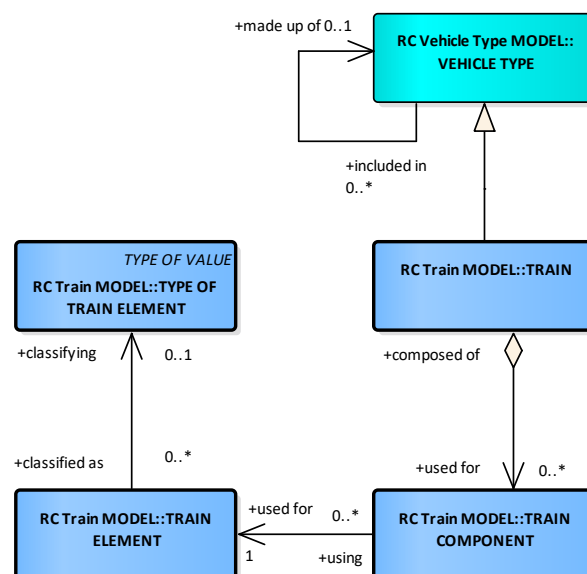 +made up of 0..1
RC Vehicle Type MODEL::
VEHICLE TYPE
+included in
0..*
TYPE OF VALUE
RC Train MODEL::TYPE OF
TRAIN ELEMENT
RC Train MODEL::TRAIN
+classifying
0..1
+composed of
+classified as
0..*
+used for
0..*
RC Train MODEL::TRAIN
ELEMENT
+used for
0..*
1
+using
RC Train MODEL::TRAIN
COMPONENT